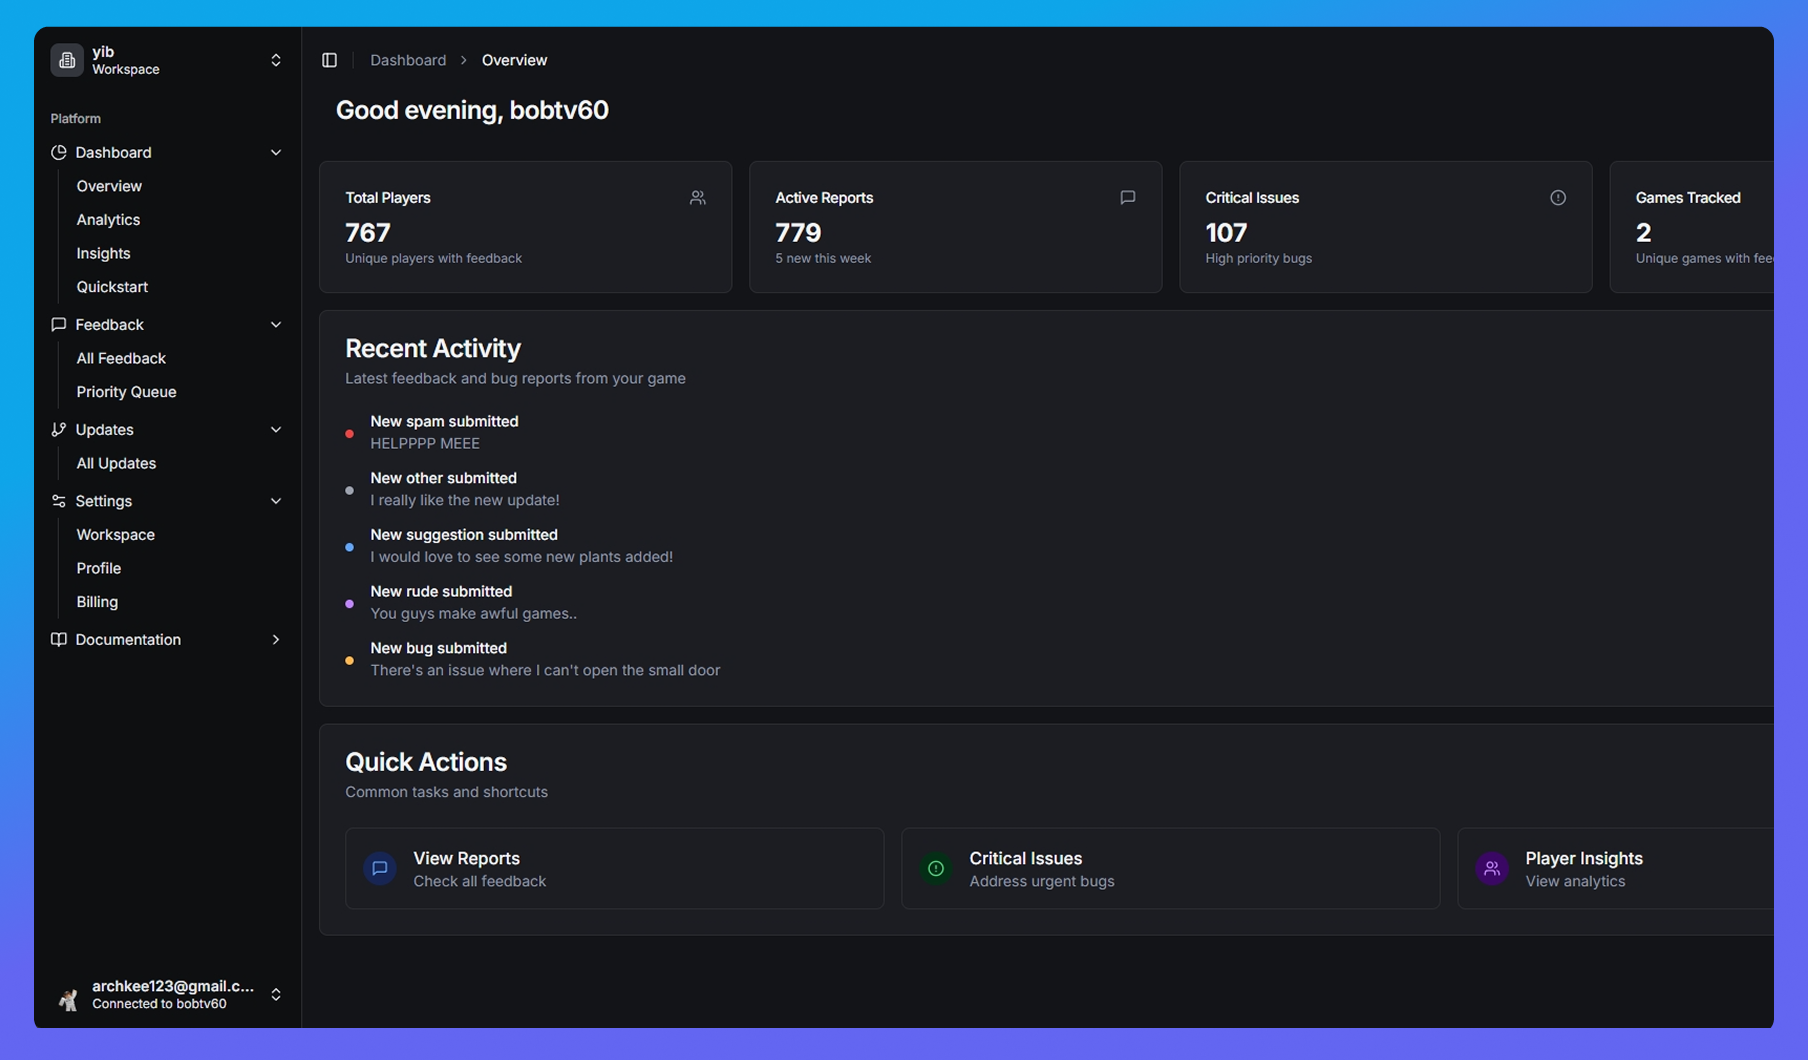 yib
Workspace
Platform
Dashboard
Overview
Analytics
Insights
Quickstart
Feedback
All Feedback
Priority Queue
Updates
All Updates
Settings
Workspace
Profile
Billing
Documentation
archkee123@gmail.c...
Connected to bobtv60
Dashboard > Overview
Good evening, bobtv60
Total Players
767
Unique players with feedback
Active Reports
779
5 new this week
Critical Issues
107
High priority bugs
Games Tracked
2
Unique games with fee
Recent Activity
Latest feedback and bug reports from your game
New spam submitted
HELPPPP MEEE
New other submitted
I really like the new update!
New suggestion submitted
I would love to see some new plants added!
New rude submitted
You guys make awful games..
New bug submitted
There's an issue where I can't open the small door
Quick Actions
Common tasks and shortcuts
View Reports
Check all feedback
Critical Issues
Address urgent bugs
Player Insights
View analytics